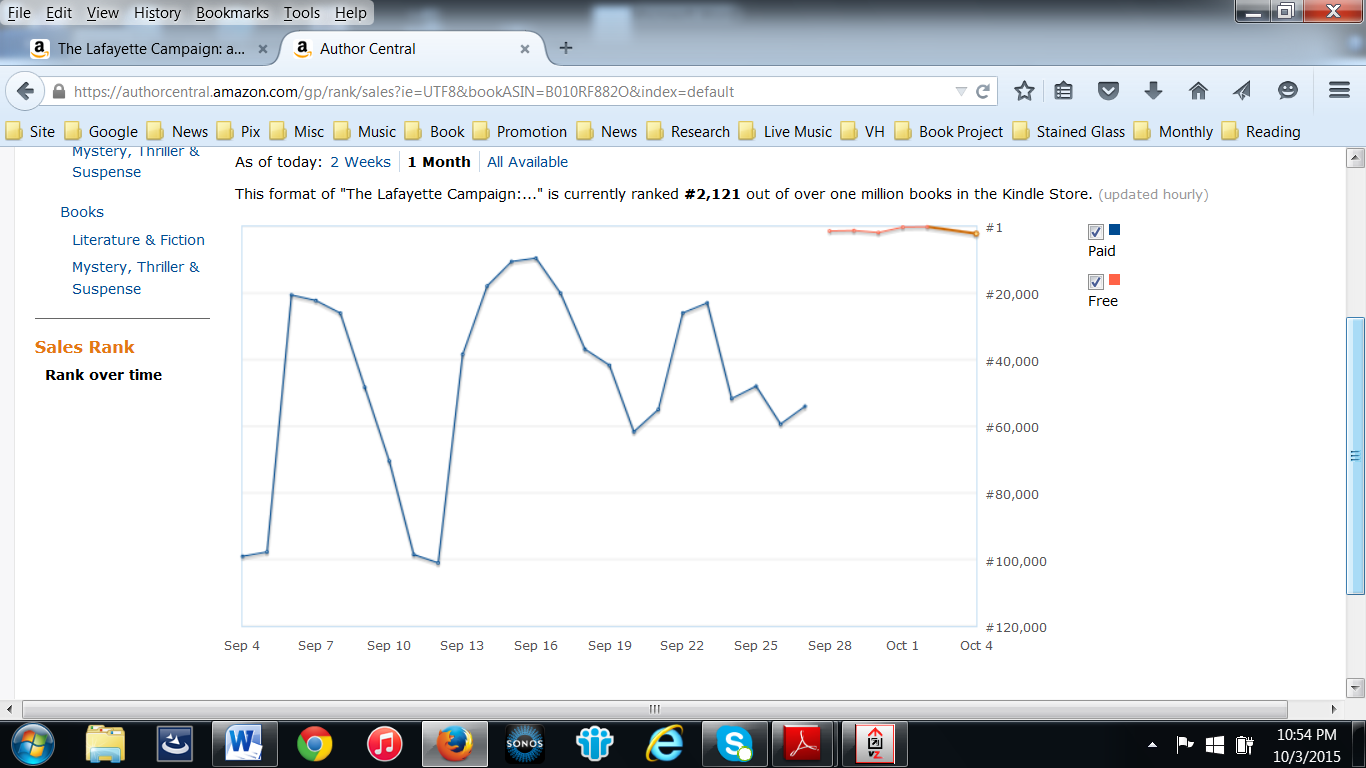 File Edit View History Bookmarks Tools Help
The Lafayette Campaign: a... Author Central
https://authorcentral.amazon.com/gp/rank/sales?ie=UTF8&bookASIN=B010RF882O&index=default
Site Google News Pix Misc Music Book Promotion News Research Live Music VH Book Project Stained Glass Monthly Reading
Mystery, Thriller &
Suspense
Books
Literature & Fiction
Mystery, Thriller &
Suspense
Sales Rank
Rank over time
As of today: 2 Weeks 1 Month All Available
This format of "The Lafayette Campaign:..." is currently ranked #2,121 out of over one million books in the Kindle Store. (updated hourly)
#1
#20,000
#40,000
#60,000
#80,000
#100,000
#120,000
Sep 4 Sep 7 Sep 10 Sep 13 Sep 16 Sep 19 Sep 22 Sep 25 Sep 28 Oct 1 Oct 4
Paid
Free
SONOS
vz
10:54 PM
10/3/2015